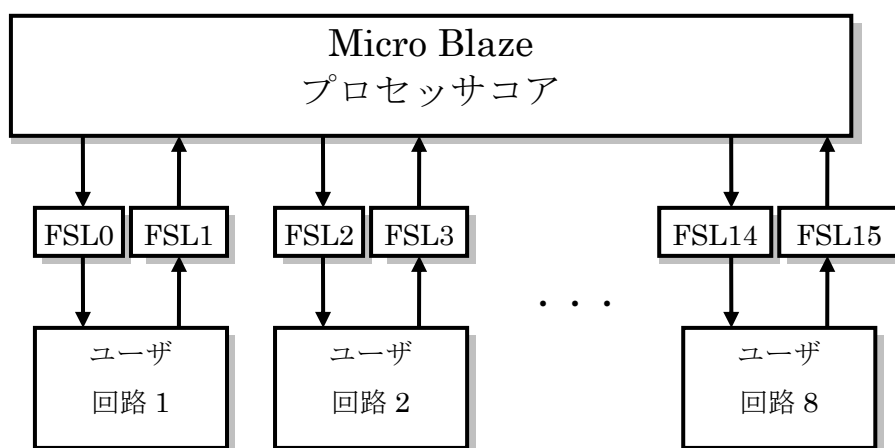 Micro Blaze
プロセッサコア
FSL0 FSL1 FSL2 FSL3 FSL14 FSL15
. . .
ユーザ ユーザ ユーザ
回路 1 回路 2 回路 8